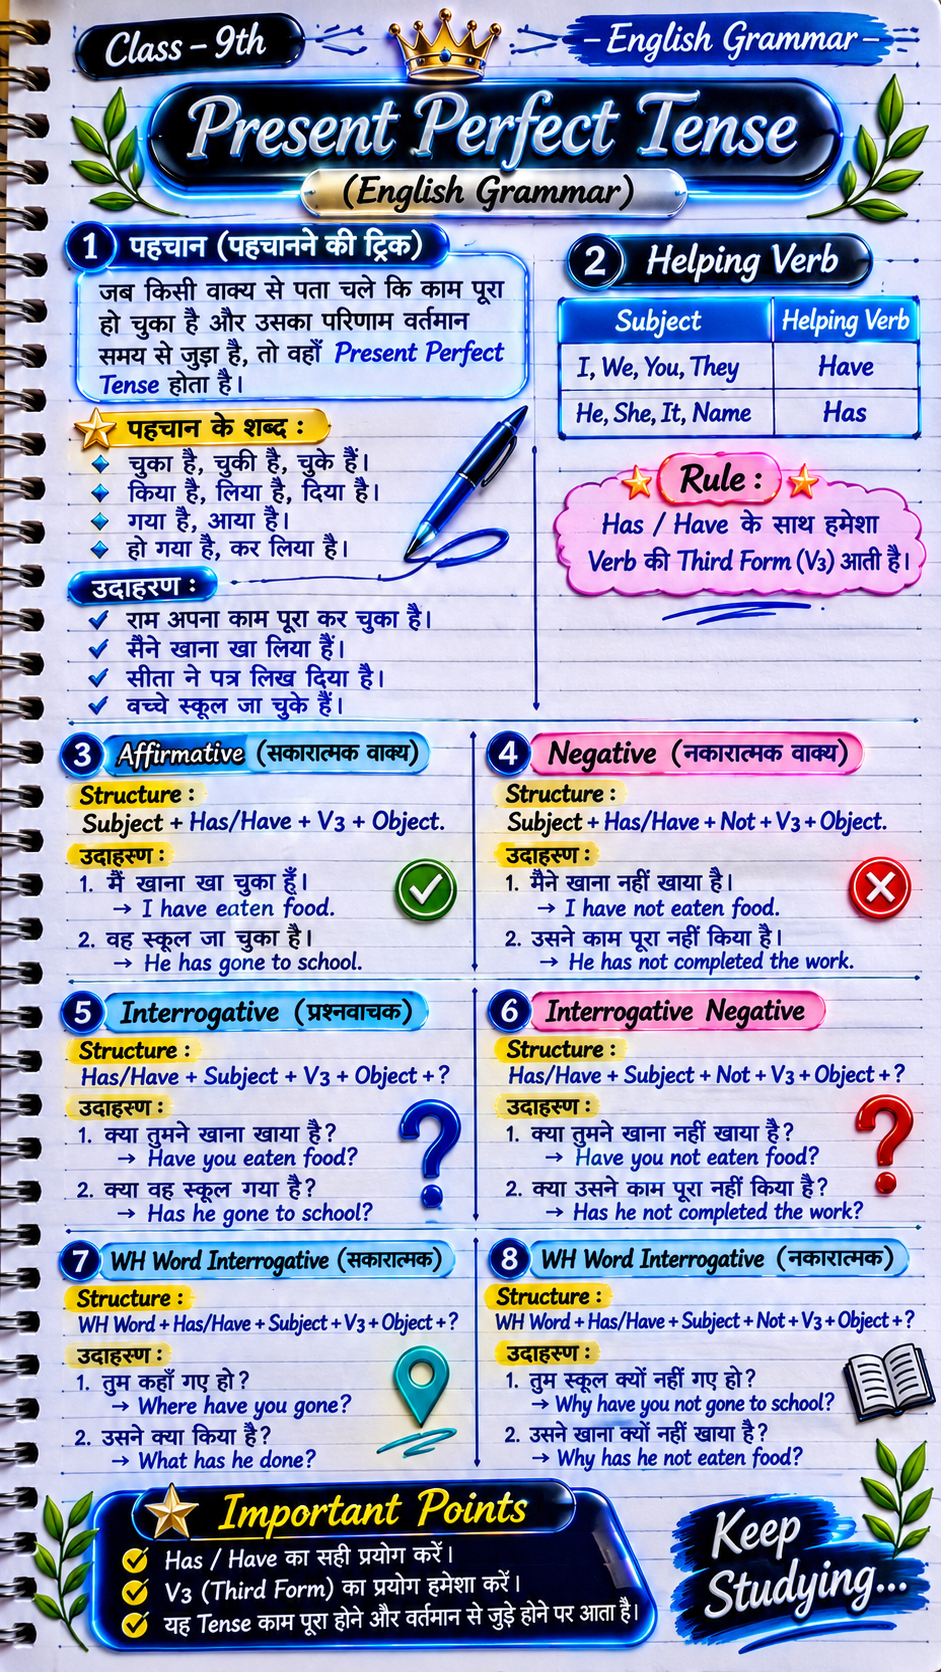 Class – 9th
– English Grammar –
Present Perfect Tense
(English Grammar)
1 पहचान (पहचानने की ट्रिक)
जब किसी वाक्य से पता चले कि काम पूरा
हो चुका है और उसका परिणाम वर्तमान
समय से जुड़ा है, तो वहाँ Present Perfect
Tense होता है।
पहचान के शब्द :
चुका है, चुकी है, चुके हैं।
किया है, लिया है, दिया है।
गया है, आया है।
हो गया है, कर लिया है।
उदाहरण :
राम अपना काम पूरा कर चुका है।
मैने खाना खा लिया हैं।
सीता ने पत्र लिख दिया है।
वच्चे स्कूल जा चुके हैं।
2 Helping Verb
Subject Helping Verb
I, We, You, They Have
He, She, It, Name Has
Rule :
Has / Have के साथ हमेशा
Verb की Third Form (V₃) आती है।
3 Affirmative (सकारात्मक वाक्य)
Structure :
Subject + Has/Have + V₃ + Object.
उदाहरण :
1. मैं खाना खा चुका हूँ।
→ I have eaten food.
2. वह स्कूल जा चुका है।
→ He has gone to school.
4 Negative (नकारात्मक वाक्य)
Structure :
Subject + Has/Have + Not + V₃ + Object.
उदाहरण :
1. मैने खाना नहीं खाया है।
→ I have not eaten food.
2. उसने काम पूरा नहीं किया है।
→ He has not completed the work.
5 Interrogative (प्रश्नवाचक)
Structure :
Has/Have + Subject + V₃ + Object + ?
उदाहरण :
1. क्या तुमने खाना खाया है?
→ Have you eaten food?
2. क्या वह स्कूल गया है?
→ Has he gone to school?
6 Interrogative Negative
Structure :
Has/Have + Subject + Not + V₃ + Object + ?
उदाहरण :
1. क्या तुमने खाना नहीं खाया है?
→ Have you not eaten food?
2. क्या उसने काम पूरा नहीं किया है?
→ Has he not completed the work?
7 WH Word Interrogative (सकारात्मक)
Structure :
WH Word + Has/Have + Subject + V₃ + Object + ?
उदाहरण :
1. तुम कहाँ गए हो?
→ Where have you gone?
2. उसने क्या किया है?
→ What has he done?
8 WH Word Interrogative (नकारात्मक)
Structure :
WH Word + Has/Have + Subject + Not + V₃ + Object + ?
उदाहरण :
1. तुम स्कूल क्यों नहीं गए हो?
→ Why have you not gone to school?
2. उसने खाना क्यों नहीं खाया है?
→ Why has he not eaten food?
Important Points
Has / Have का सही प्रयोग करें।
V₃ (Third Form) का प्रयोग हमेशा करें।
यह Tense काम पूरा होने और वर्तमान से जुड़े होने पर आता है।
Keep
Studying...